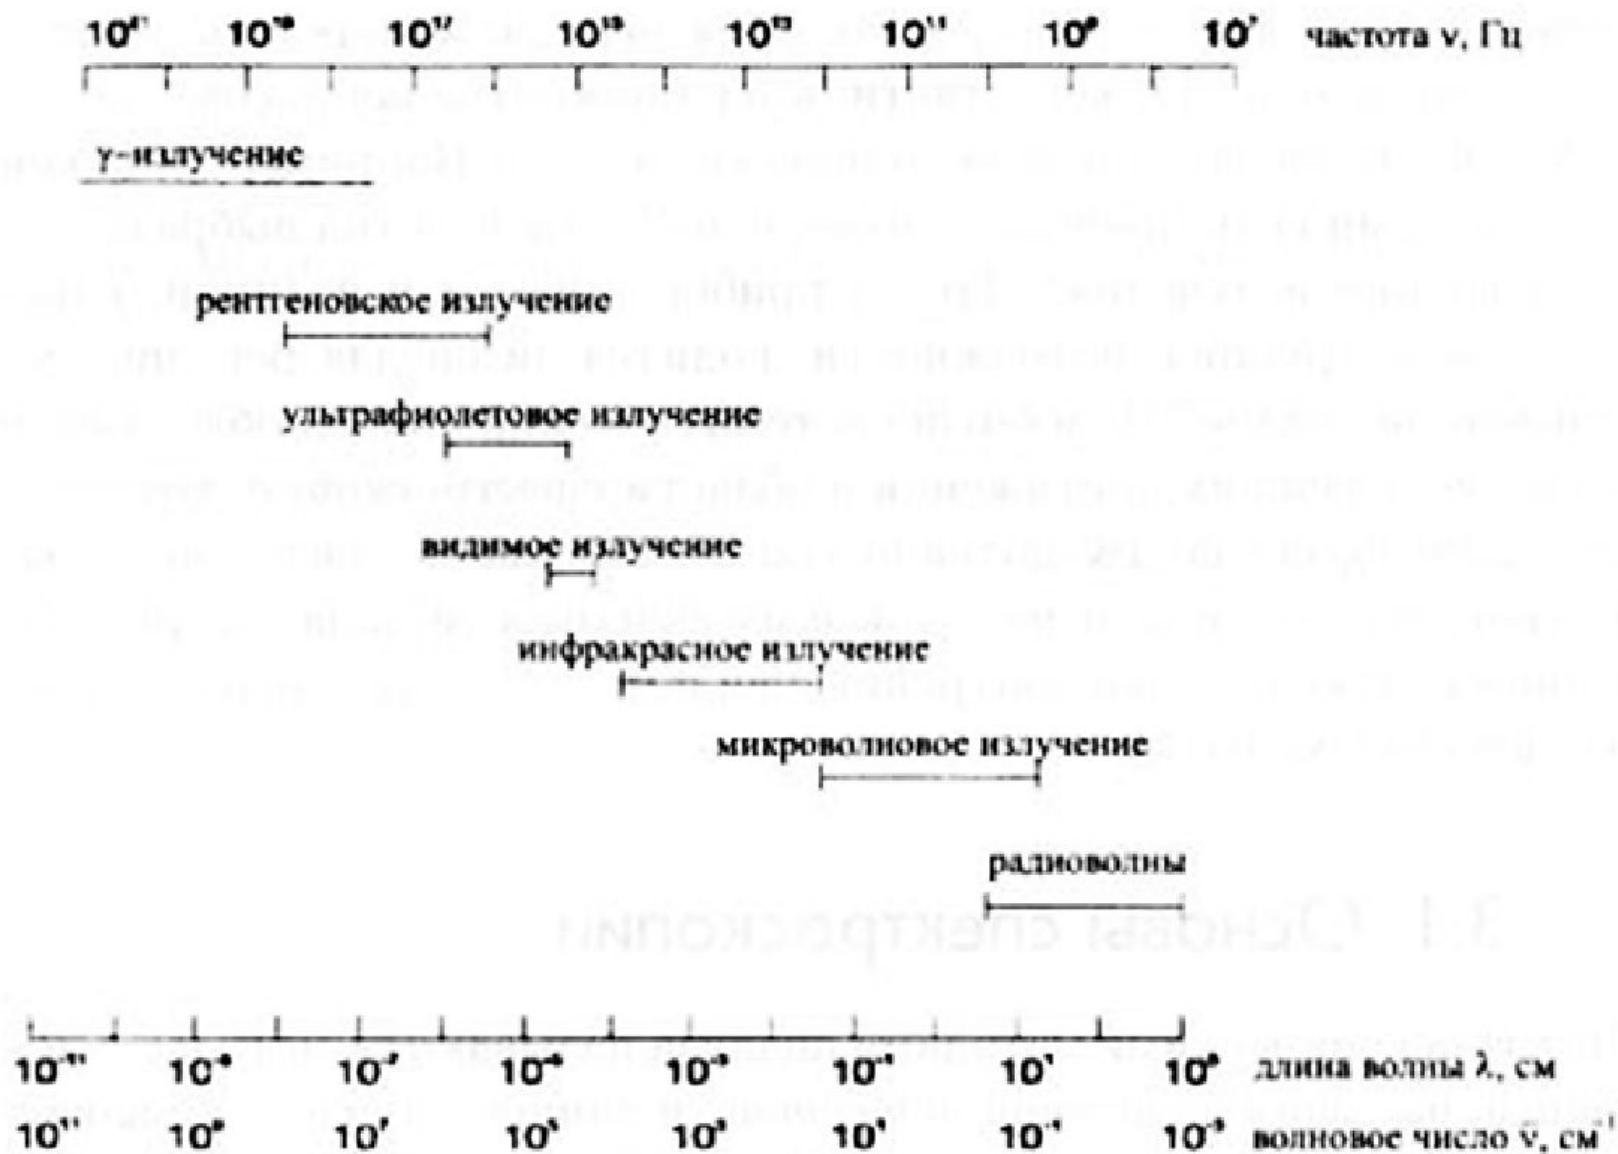 10²¹ 10¹⁹ 10¹⁷ 10¹⁵ 10¹³ 10¹¹ 10⁹ 10⁷ частота ν, Гц
γ-излучение
рентгеновское излучение
ультрафиолетовое излучение
видимое излучение
инфракрасное излучение
микроволновое излучение
радиоволны
10⁻¹¹ 10⁻⁹ 10⁻⁷ 10⁻⁵ 10⁻³ 10⁻¹ 10¹ 10³ длина волны λ, см
10¹¹ 10⁹ 10⁷ 10⁵ 10³ 10¹ 10⁻¹ 10⁻³ волновое число ν̄, см⁻¹